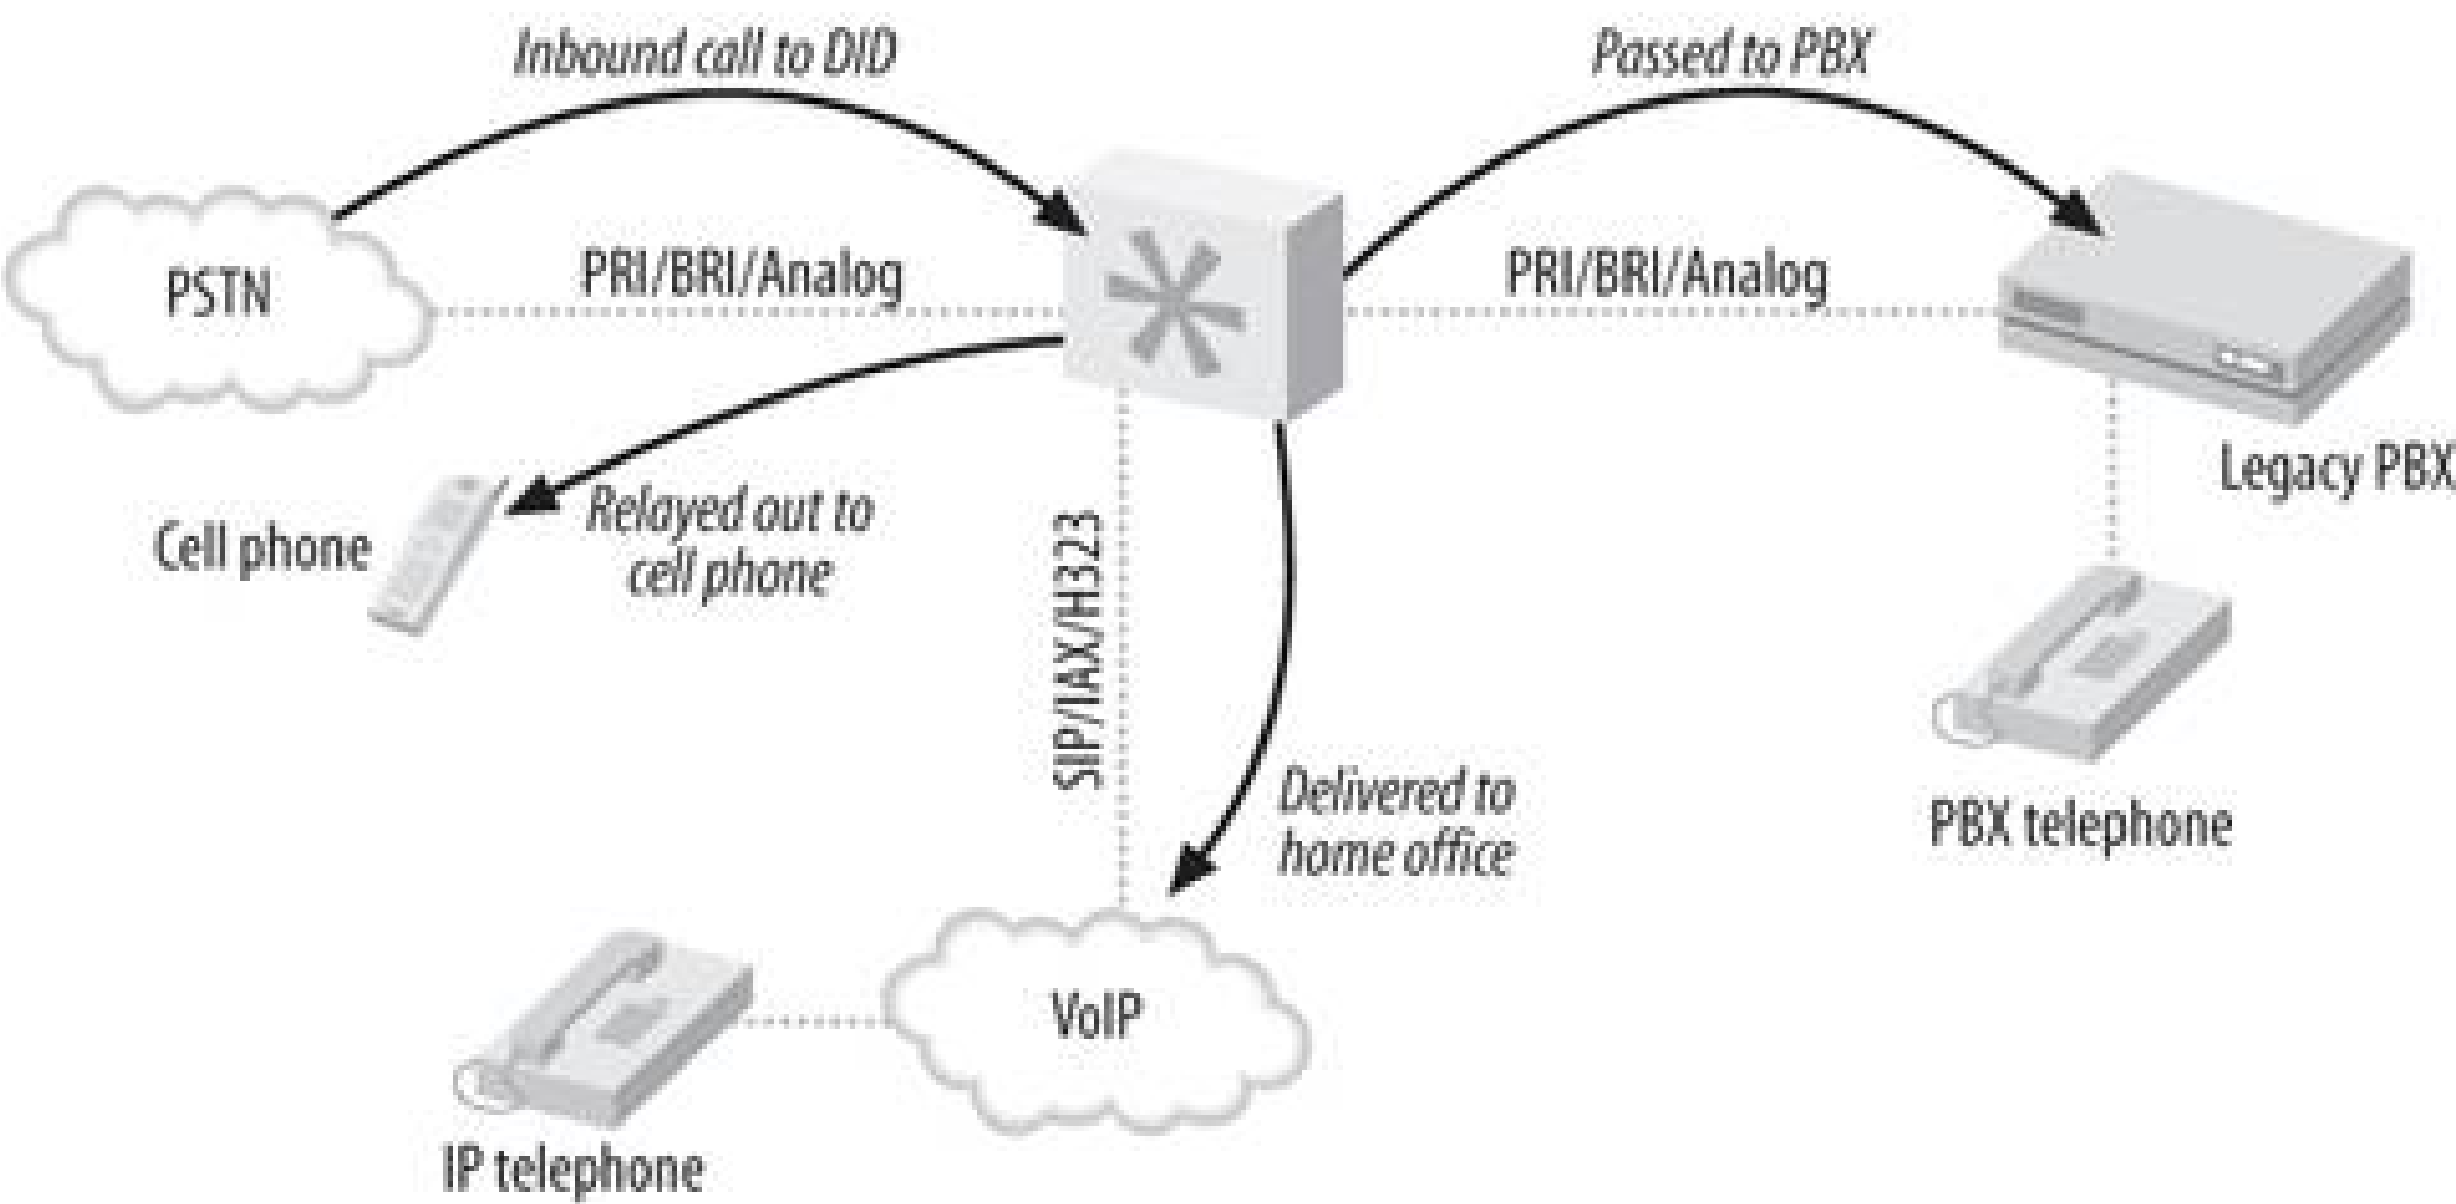 Inbound call to DID
Passed to PBX
PSTN
PRI/BRI/Analog
PRI/BRI/Analog
Legacy PBX
Cell phone
Relayed out to
cell phone
SIP/IAX/H323
Delivered to
home office
PBX telephone
VoIP
IP telephone